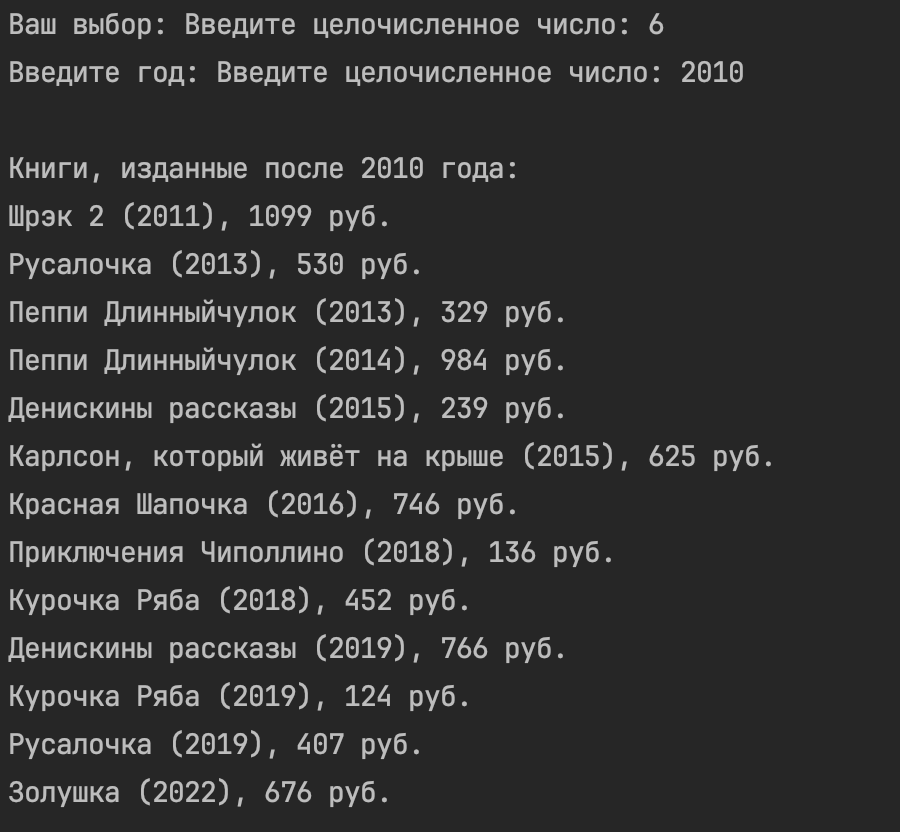 Ваш выбор: Введите целочисленное число: 6
Введите год: Введите целочисленное число: 2010
Книги, изданные после 2010 года:
Шрэк 2 (2011), 1099 руб.
Русалочка (2013), 530 руб.
Пеппи Длинныйчулок (2013), 329 руб.
Пеппи Длинныйчулок (2014), 984 руб.
Денискины рассказы (2015), 239 руб.
Карлсон, который живёт на крыше (2015), 625 руб.
Красная Шапочка (2016), 746 руб.
Приключения Чиполлино (2018), 136 руб.
Курочка Ряба (2018), 452 руб.
Денискины рассказы (2019), 766 руб.
Курочка Ряба (2019), 124 руб.
Русалочка (2019), 407 руб.
Золушка (2022), 676 руб.